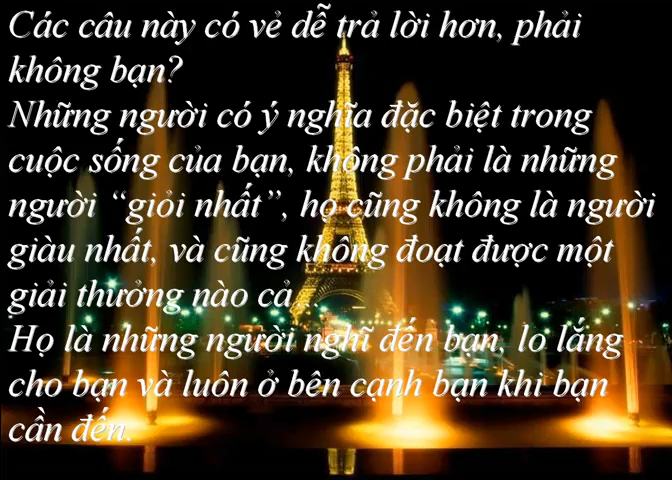 Các câu này có vẻ dễ trả lời hơn, phải
không bạn?
Những người có ý nghĩa đặc biệt trong
cuộc sống của bạn, không phải là những
người “giỏi nhất”, họ cũng không là người
giàu nhất, và cũng không đoạt được một
giải thưởng nào cả.
Họ là những người nghĩ đến bạn, lo lắng
cho bạn và luôn ở bên cạnh bạn khi bạn
cần đến.